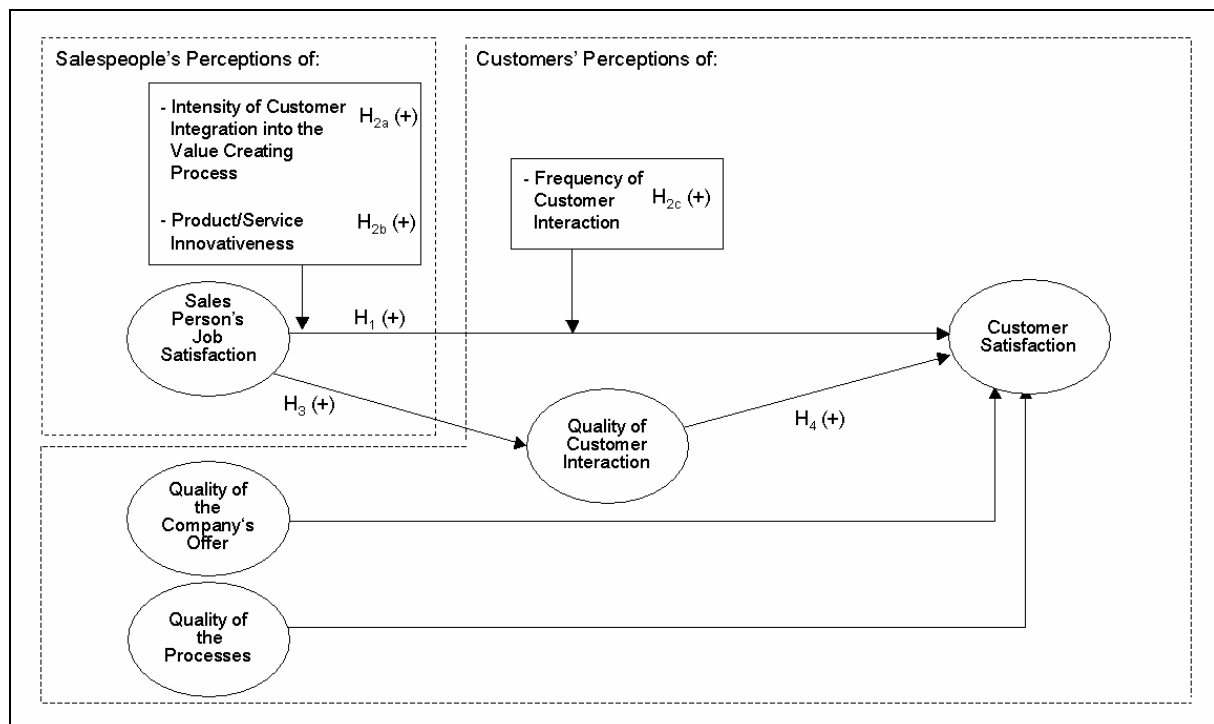 Salespeople's Perceptions of:
- Intensity of Customer
Integration into the
Value Creating
Process
H2a (+)
- Product/Service
Innovativeness
H2b (+)
Customers' Perceptions of:
- Frequency of
Customer
Interaction
H2c (+)
Sales
Person's
Job
Satisfaction
H1 (+)
Customer
Satisfaction
H3 (+)
Quality of
Customer
Interaction
H4 (+)
Quality of
the
Company's
Offer
Quality of
the
Processes